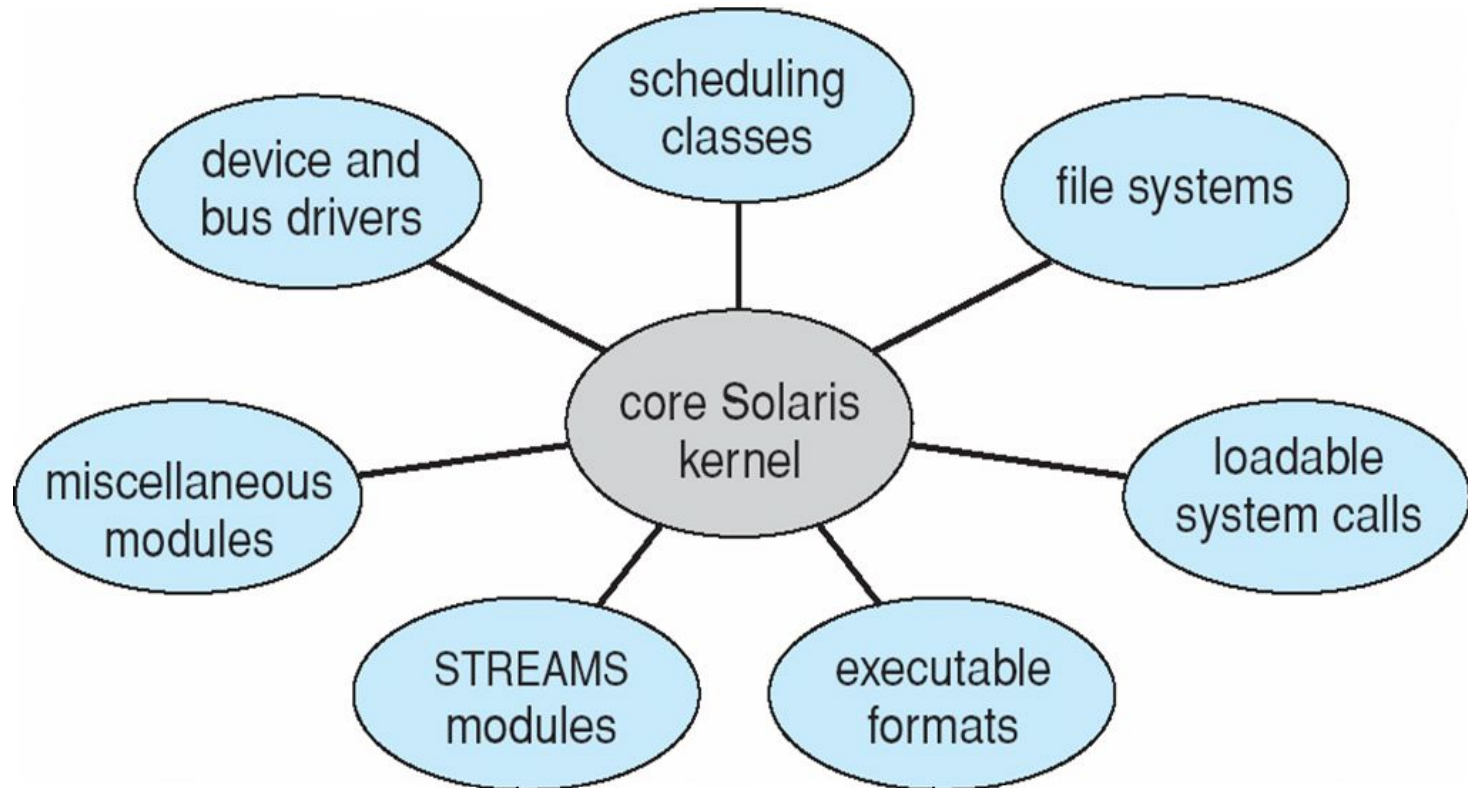 scheduling
classes
device and
bus drivers
file systems
core Solaris
kernel
loadable
system calls
miscellaneous
modules
STREAMS
modules
executable
formats